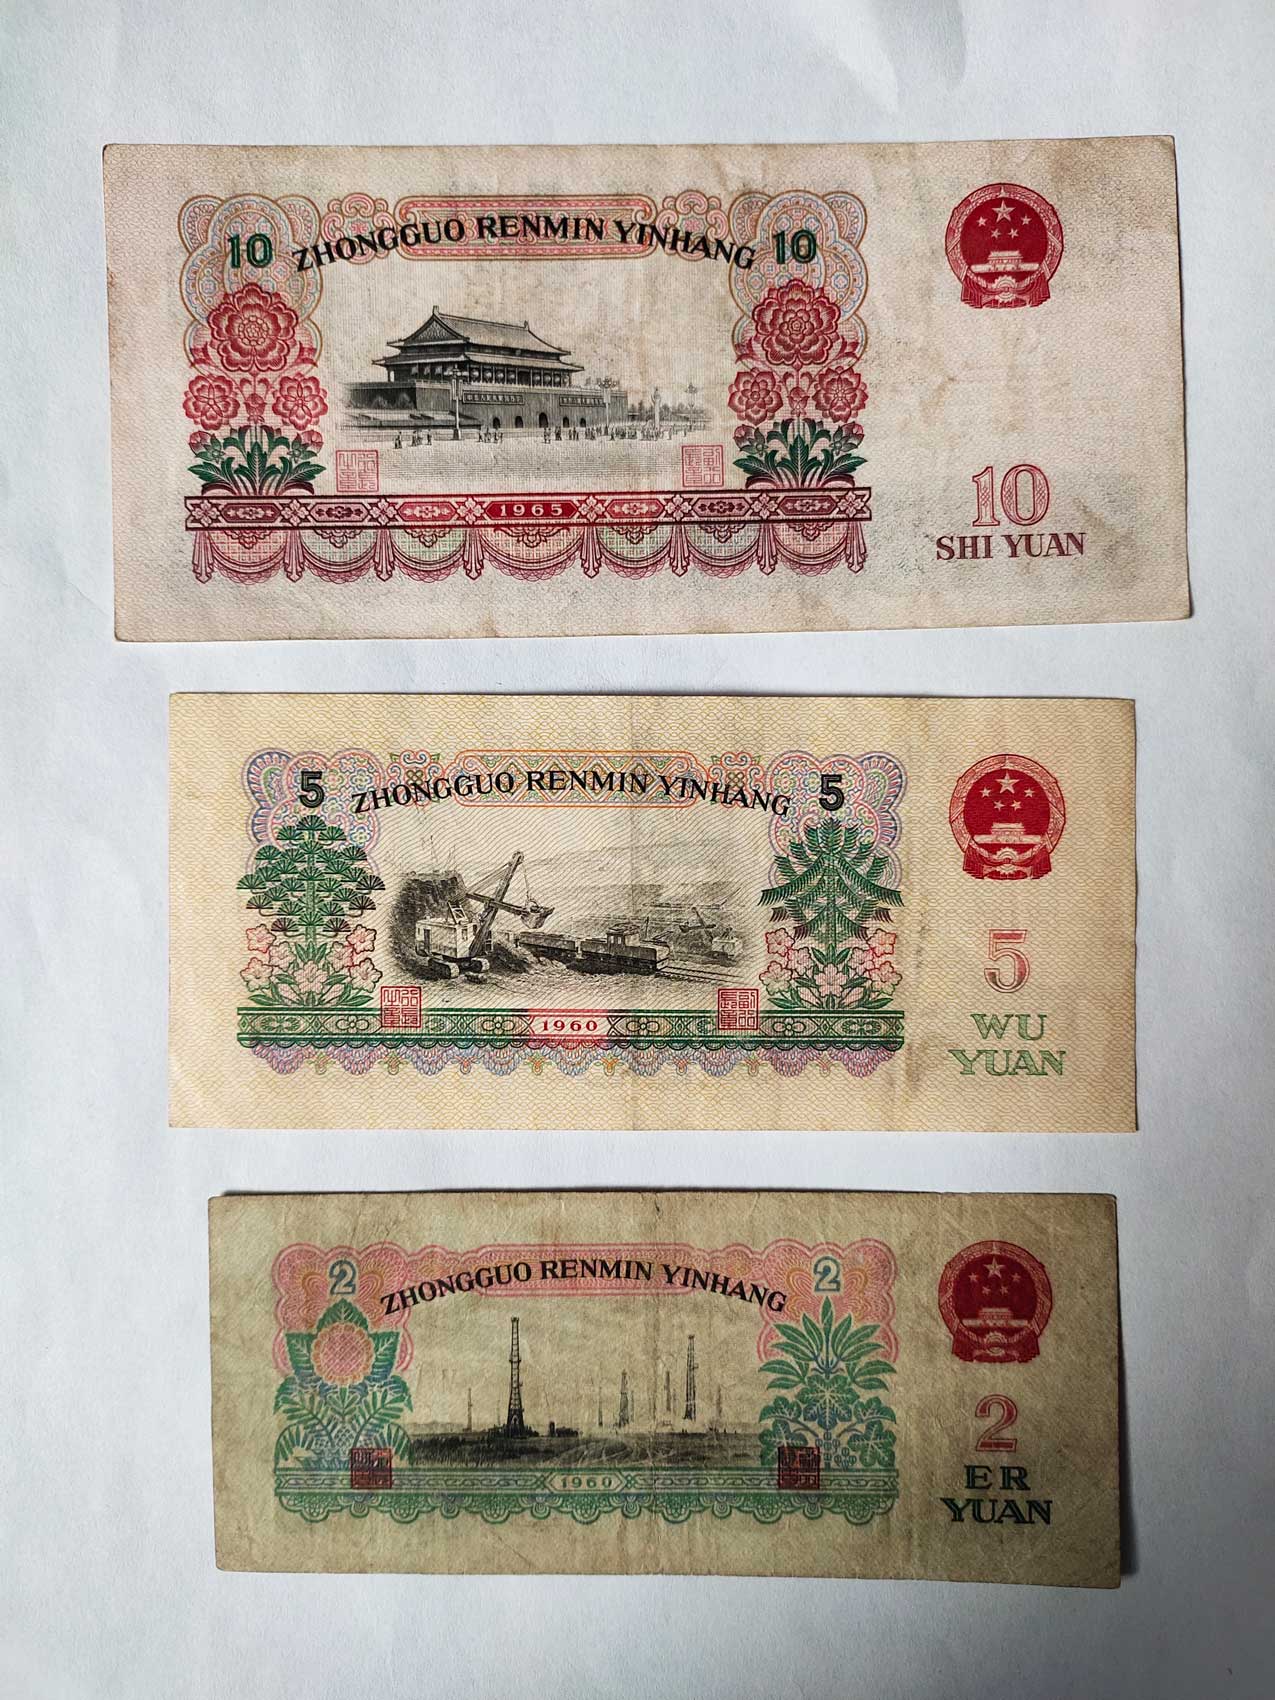 10 ZHONGGUO RENMIN YINHANG 10
1965
10
SHI YUAN
5 ZHONGGUO RENMIN YINHANG 5
1960
5
WU
YUAN
2 ZHONGGUO RENMIN YINHANG 2
1960
2
ER
YUAN